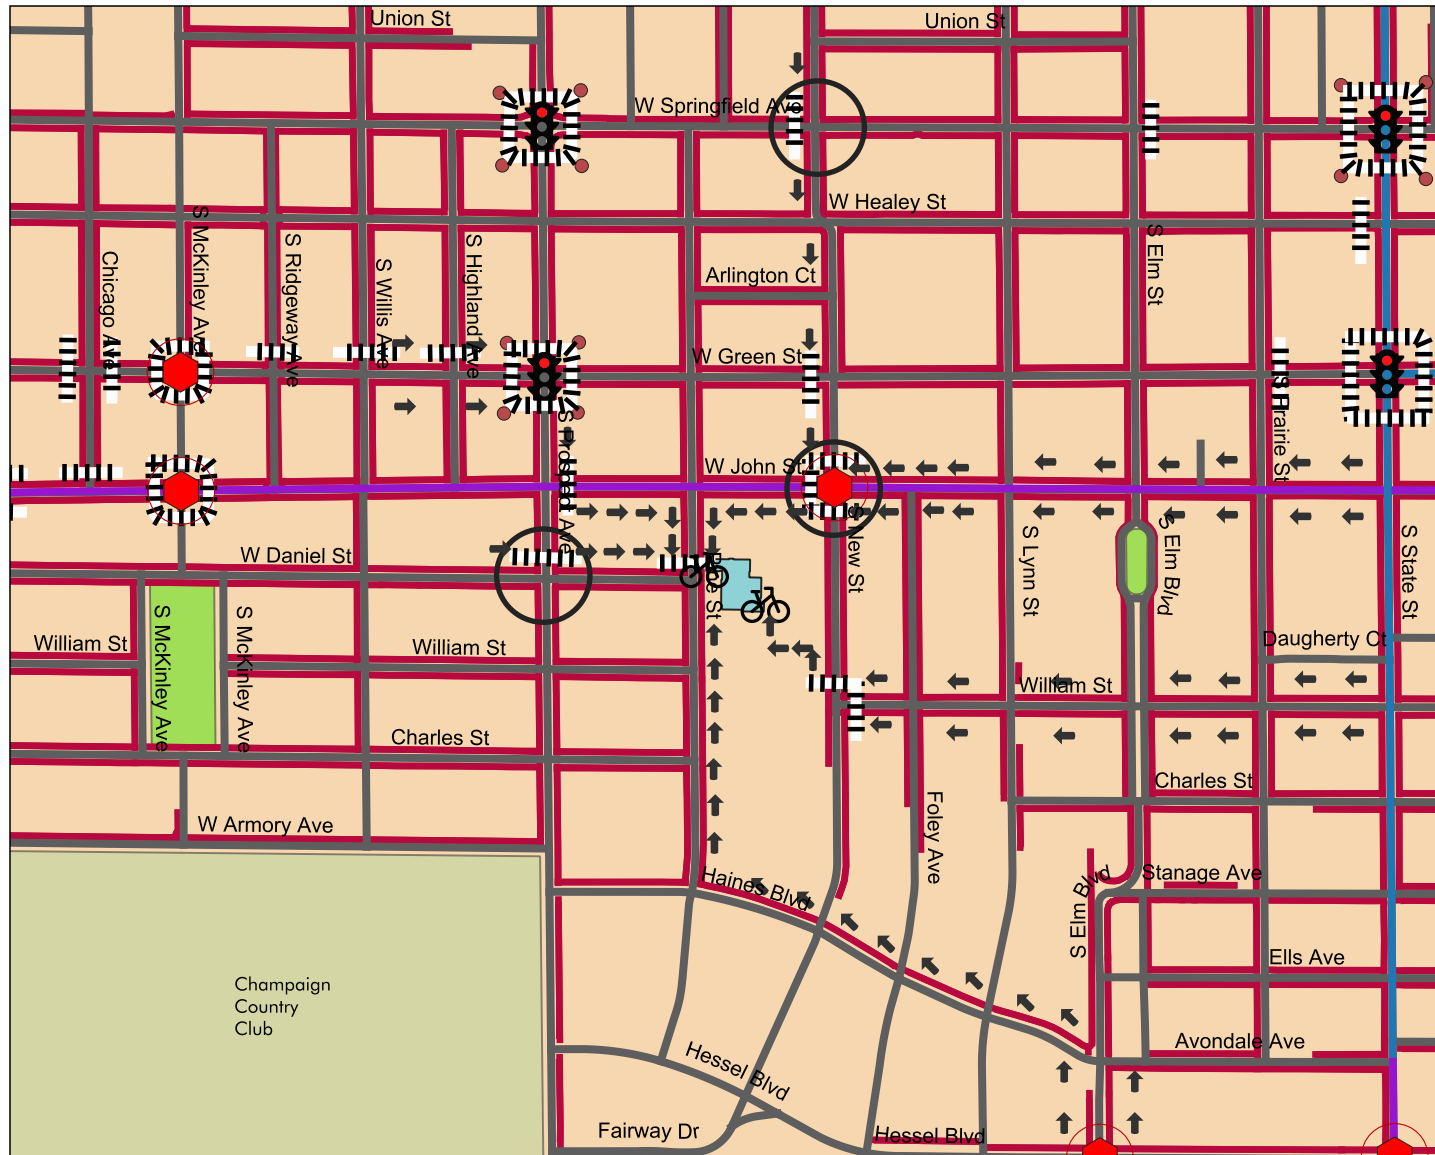 Union St
Union St
W Springfield Ave
W Healey St
S McKinley Ave
S Ridgeway Ave
S Willis Ave
S Highland Ave
Chicago Ave
S Elm St
Arlington Ct
W Green St
S Prairie St
S Prospect Ave
W John St
S New St
S Lynn St
S Elm Blvd
S State St
W Daniel St
William St
S McKinley Ave
S McKinley Ave
William St
Daugherty Ct
William St
Charles St
Charles St
W Armory Ave
Foley Ave
Haines Blvd
S Elm Blvd
Stanage Ave
Ells Ave
Champaign
Country
Club
Avondale Ave
Hessel Blvd
Fairway Dr
Hessel Blvd